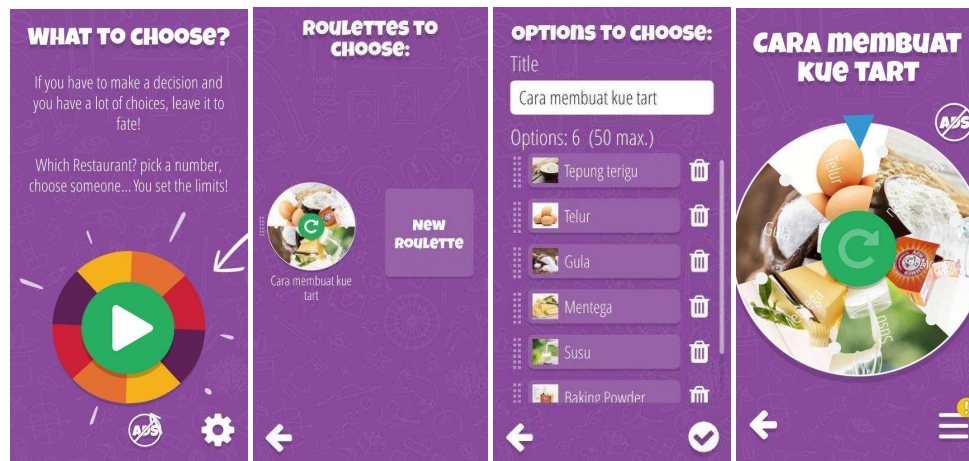 WHAT TO CHOOSE?
If you have to make a decision and
you have a lot of choices, leave it to
fate!
Which Restaurant? pick a number,
choose someone... You set the limits!
ADS
ROULETTES TO
CHOOSE:
Cara membuat kue
tart
NEW
ROULETTE
OPTIONS TO CHOOSE:
Title
Cara membuat kue tart
Options: 6 (50 max.)
Tepung terigu
Telur
Gula
Mentega
Susu
Baking Powder
CARA MEMBUAT
KUE TART
ADS
Telur
Gula
Susu
!